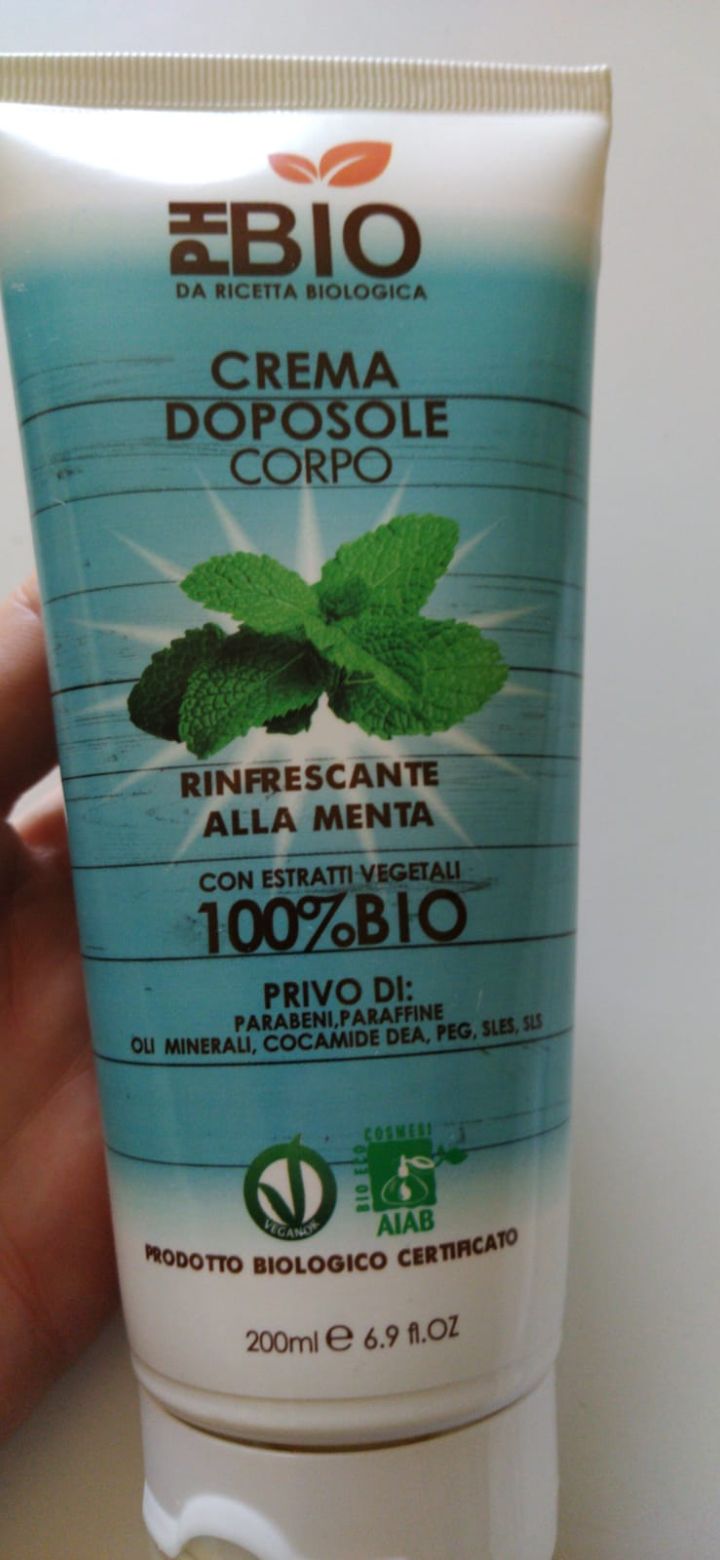 PH BIO
DA RICETTA BIOLOGICA
CREMA
DOPOSOLE
CORPO
RINFRESCANTE
ALLA MENTA
CON ESTRATTI VEGETALI
100%BIO
PRIVO DI:
PARABENI,PARAFFINE
OLI MINERALI, COCAMIDE DEA, PEG, SLES, SLS
VEGANOK
BIO ECO COSMESI
AIAB
PRODOTTO BIOLOGICO CERTIFICATO
200ml e 6.9 fl.OZ